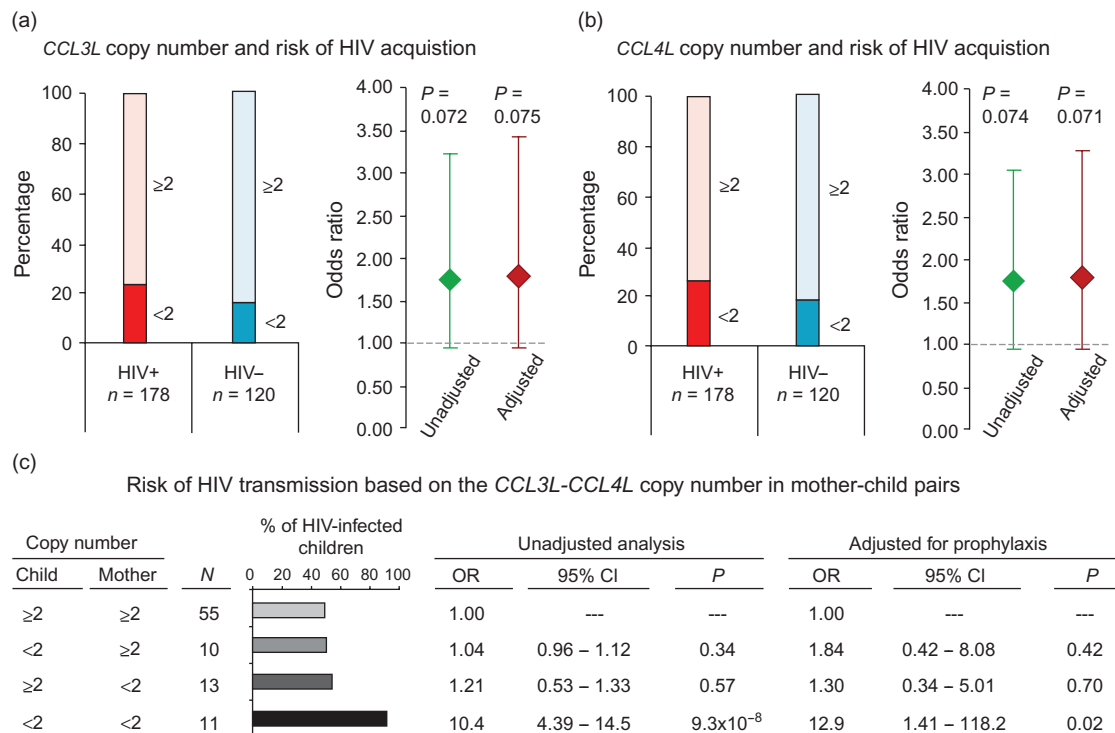 (a)
CCL3L copy number and risk of HIV acquistion
Percentage
100
80
60
40
20
0
≥2
<2
≥2
<2
HIV+
n = 178
HIV–
n = 120
Odds ratio
4.00
3.50
3.00
2.50
2.00
1.50
1.00
0.50
0.00
P =
0.072
P =
0.075
Unadjusted
Adjusted
(b)
CCL4L copy number and risk of HIV acquistion
Percentage
100
80
60
40
20
0
≥2
<2
≥2
<2
HIV+
n = 178
HIV–
n = 120
Odds ratio
4.00
3.50
3.00
2.50
2.00
1.50
1.00
0.50
0.00
P =
0.074
P =
0.071
Unadjusted
Adjusted
(c)
Risk of HIV transmission based on the CCL3L-CCL4L copy number in mother-child pairs
Copy number % of HIV-infected children Unadjusted analysis Adjusted for prophylaxis
Child Mother N 0 20 40 60 80 100 OR 95% CI P OR 95% CI P
≥2 ≥2 55 1.00 --- --- 1.00 --- ---
<2 ≥2 10 1.04 0.96 – 1.12 0.34 1.84 0.42 – 8.08 0.42
≥2 <2 13 1.21 0.53 – 1.33 0.57 1.30 0.34 – 5.01 0.70
<2 <2 11 10.4 4.39 – 14.5 9.3x10⁻⁸ 12.9 1.41 – 118.2 0.02